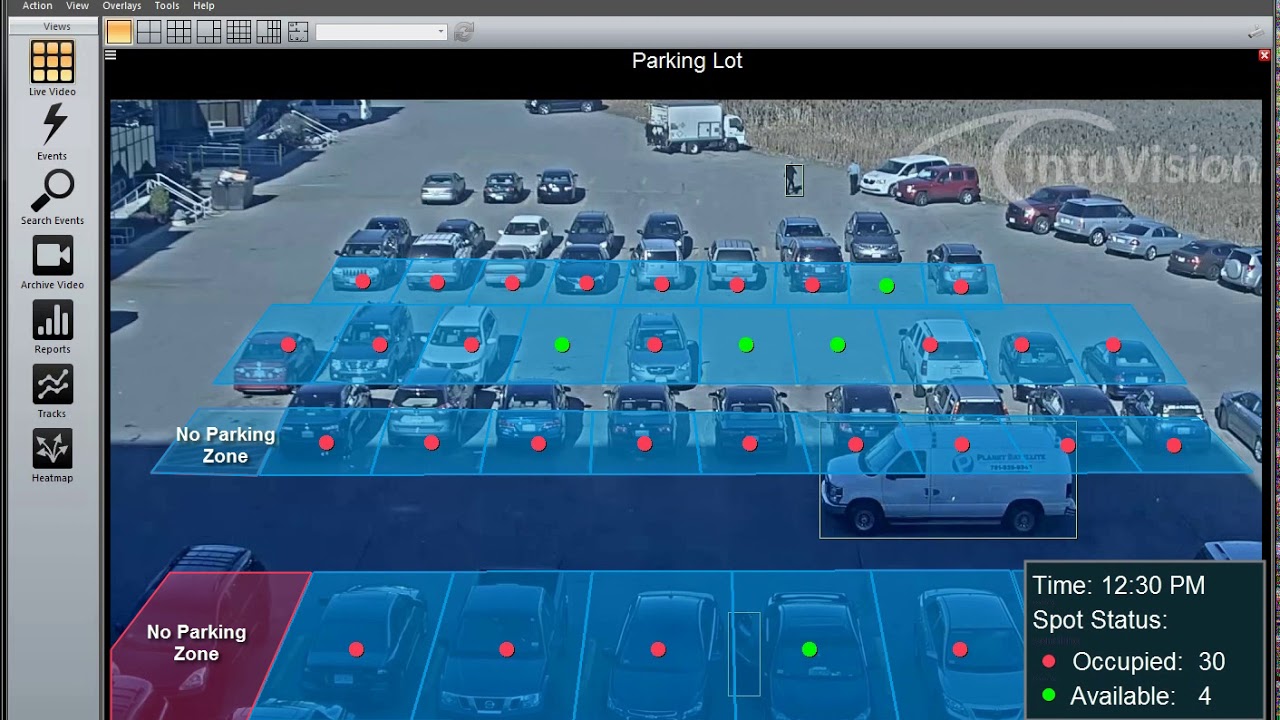 Action View Overlays Tools Help
Views
Parking Lot
Live Video
Events
Search Events
Archive Video
Reports
Tracks
Heatmap
intuVision
No Parking
Zone
No Parking
Zone
Time: 12:30 PM
Spot Status:
Occupied: 30
Available: 4